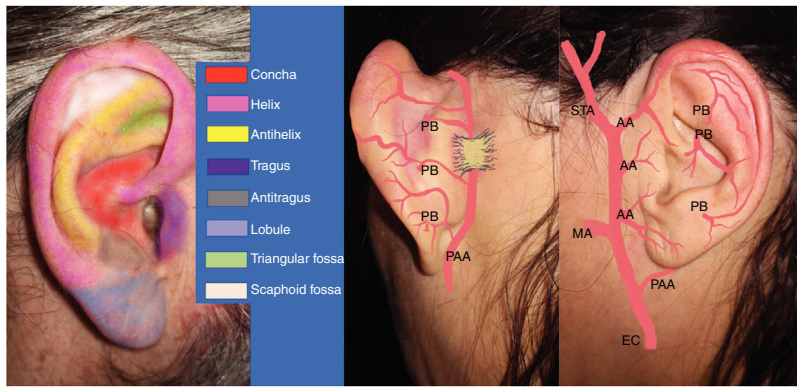 Concha
Helix
Antihelix
Tragus
Antitragus
Lobule
Triangular fossa
Scaphoid fossa
PB
PB
PB
PAA
STA
AA
PB
PB
AA
AA
PB
MA
PAA
EC